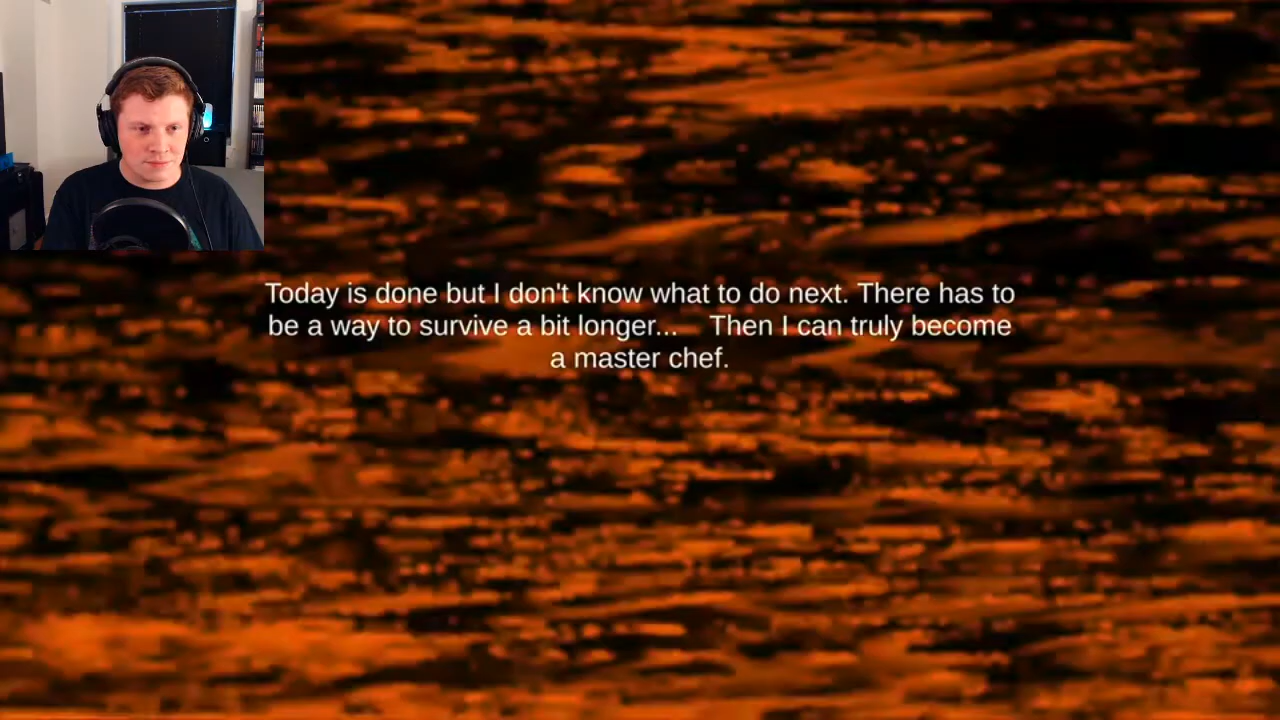 Today is done but I don't know what to do next. There has to
be a way to survive a bit longer... Then I can truly become
a master chef.